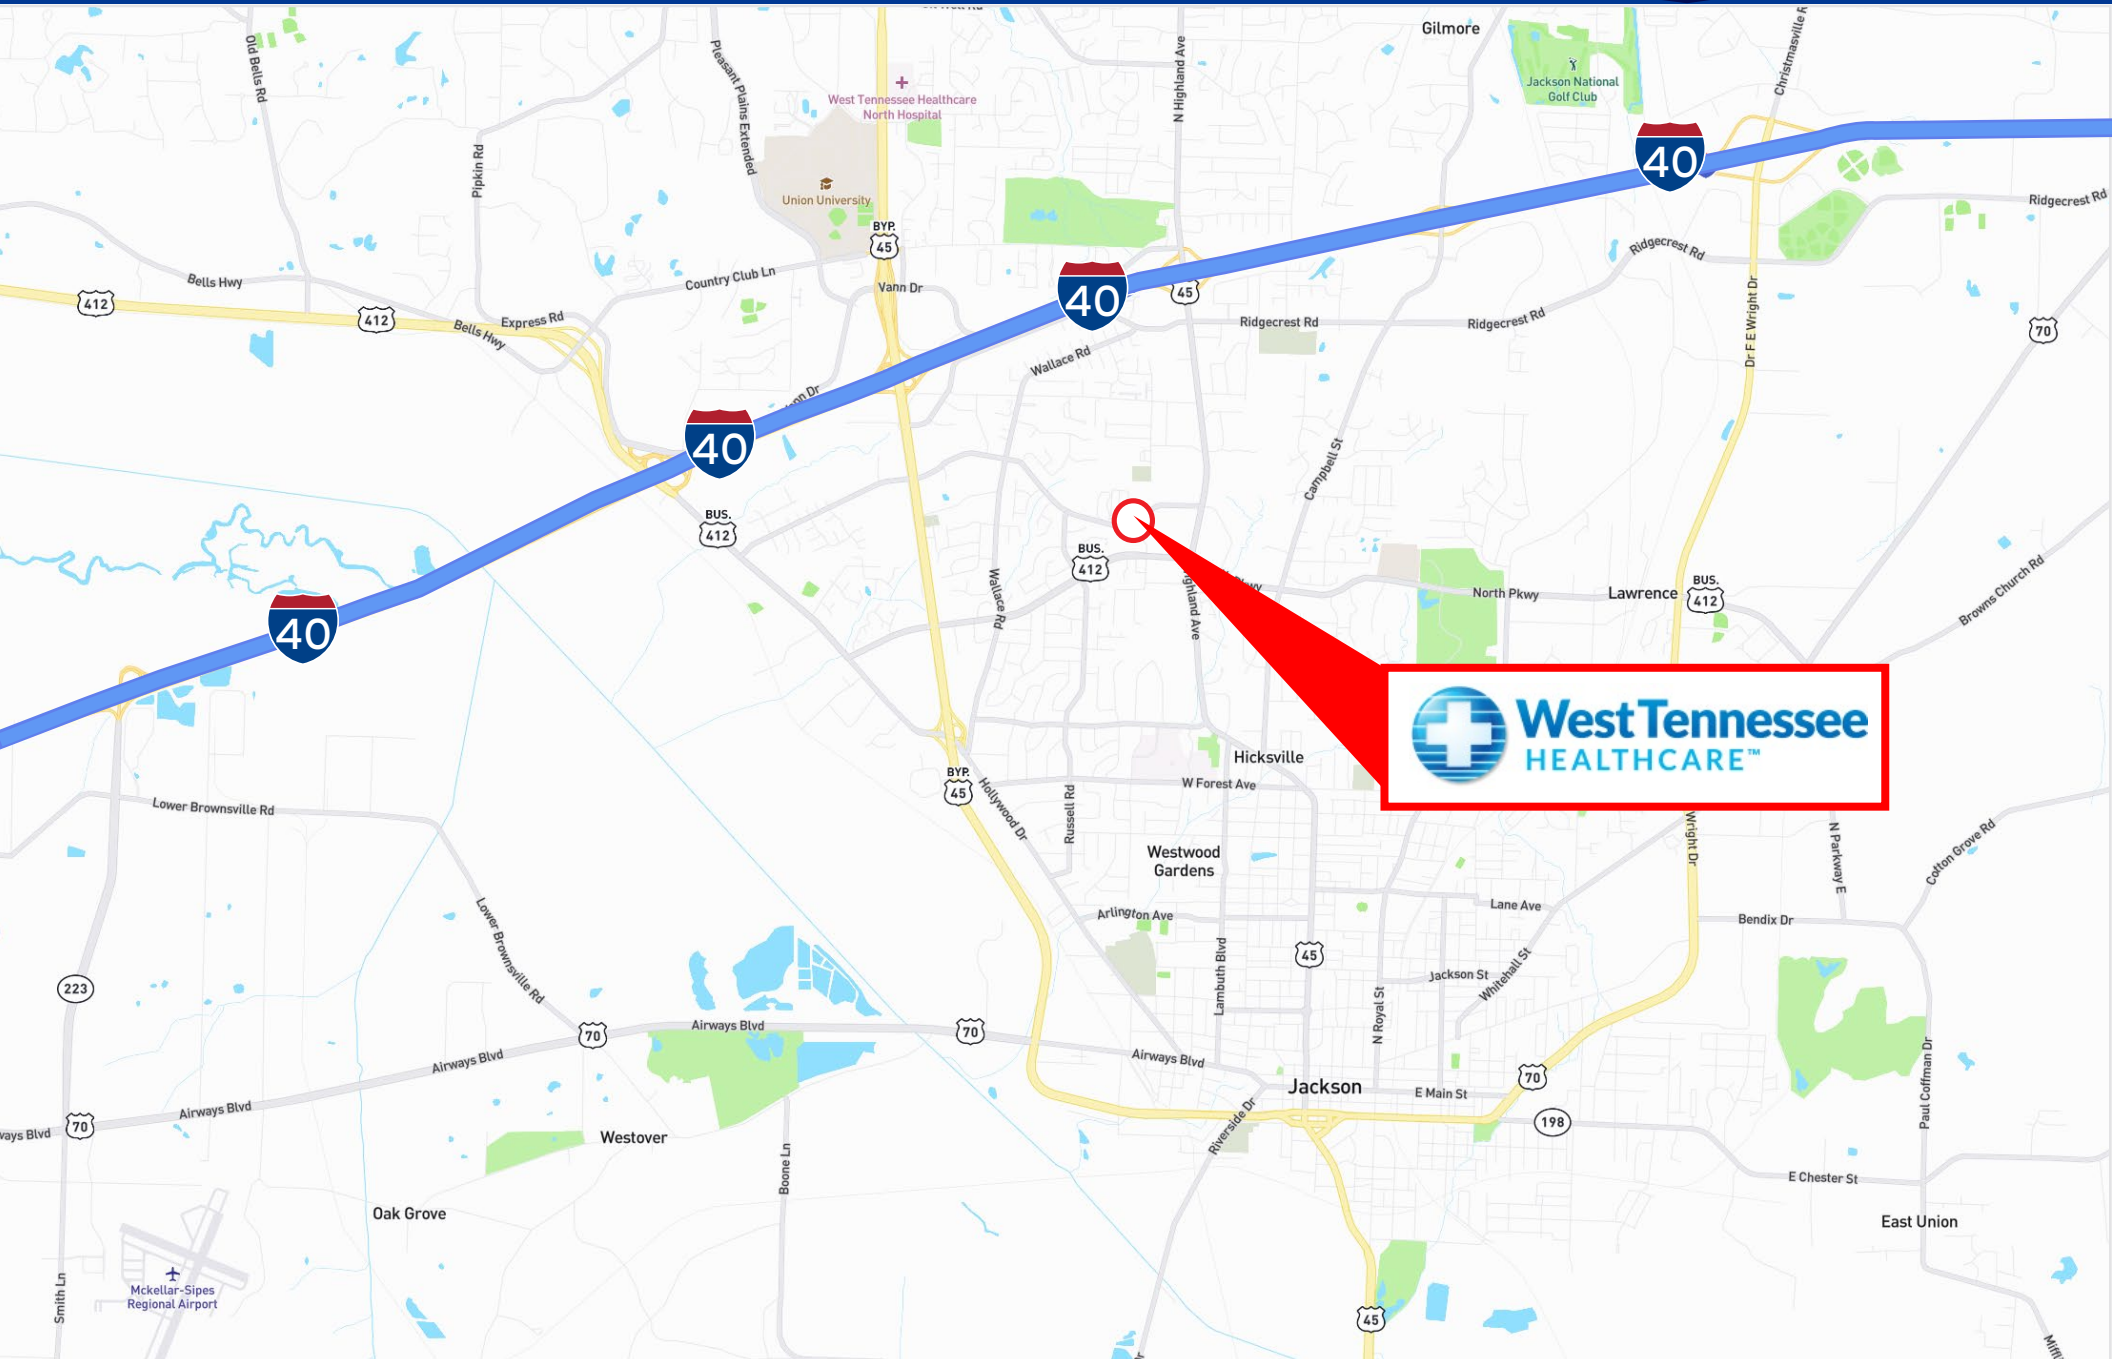 Gilmore
Old Bells Rd
Pleasant Plains Extended
N Highland Ave
Jackson National
Golf Club
West Tennessee Healthcare
North Hospital
Pipkin Rd
40
Union University
Ridgecrest Rd
BYP.
45
Ridgecrest Rd
Bells Hwy
Country Club Ln
Vann Dr
40
45
412
412
Bells Hwy
Express Rd
Ridgecrest Rd
Ridgecrest Rd
Dr F E Wright Dr
70
Wallace Rd
40
Campbell St
BUS.
412
BUS.
412
Wallace Rd
North Pkwy
Lawrence
BUS.
412
Browns Church Rd
40
West Tennessee
HEALTHCARE™
Hicksville
BYP.
45
W Forest Ave
Hollywood Dr
Russell Rd
Lower Brownsville Rd
Wright Dr
N Parkway E
Cotton Grove Rd
Westwood
Gardens
Lower Brownsville Rd
Arlington Ave
Lane Ave
Bendix Dr
Lambuth Blvd
45
Jackson St
Whitehall St
223
N Royal St
70
Airways Blvd
70
Airways Blvd
Airways Blvd
Paul Coffman Dr
Jackson
E Main St
70
Airways Blvd
70
198
Riverside Dr
Westover
Boone Ln
E Chester St
Oak Grove
East Union
Mckellar-Sipes
Regional Airport
Smith Ln
45